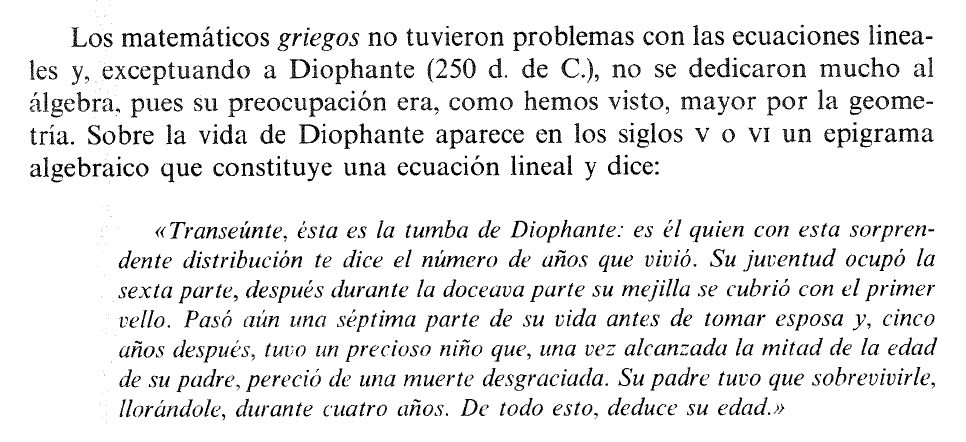 Los matemáticos griegos no tuvieron problemas con las ecuaciones linea-
les y, exceptuando a Diophante (250 d. de C.), no se dedicaron mucho al
álgebra, pues su preocupación era, como hemos visto, mayor por la geome-
tría. Sobre la vida de Diophante aparece en los siglos V o VI un epigrama
algebraico que constituye una ecuación lineal y dice:
«Transeúnte, ésta es la tumba de Diophante: es él quien con esta sorpren-
dente distribución te dice el número de años que vivió. Su juventud ocupó la
sexta parte, después durante la doceava parte su mejilla se cubrió con el primer
vello. Pasó aún una séptima parte de su vida antes de tomar esposa y, cinco
años después, tuvo un precioso niño que, una vez alcanzada la mitad de la edad
de su padre, pereció de una muerte desgraciada. Su padre tuvo que sobrevivirle,
llorándole, durante cuatro años. De todo esto, deduce su edad.»